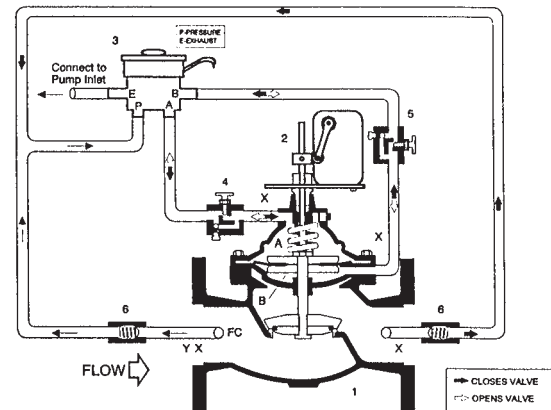 3
P-PRESSURE
E-EXHAUST
Connect to
Pump Inlet
E
B
P
A
2
5
4
X
A
X
B
6
FC
6
Y X
X
FLOW
1
CLOSES VALVE
OPENS VALVE